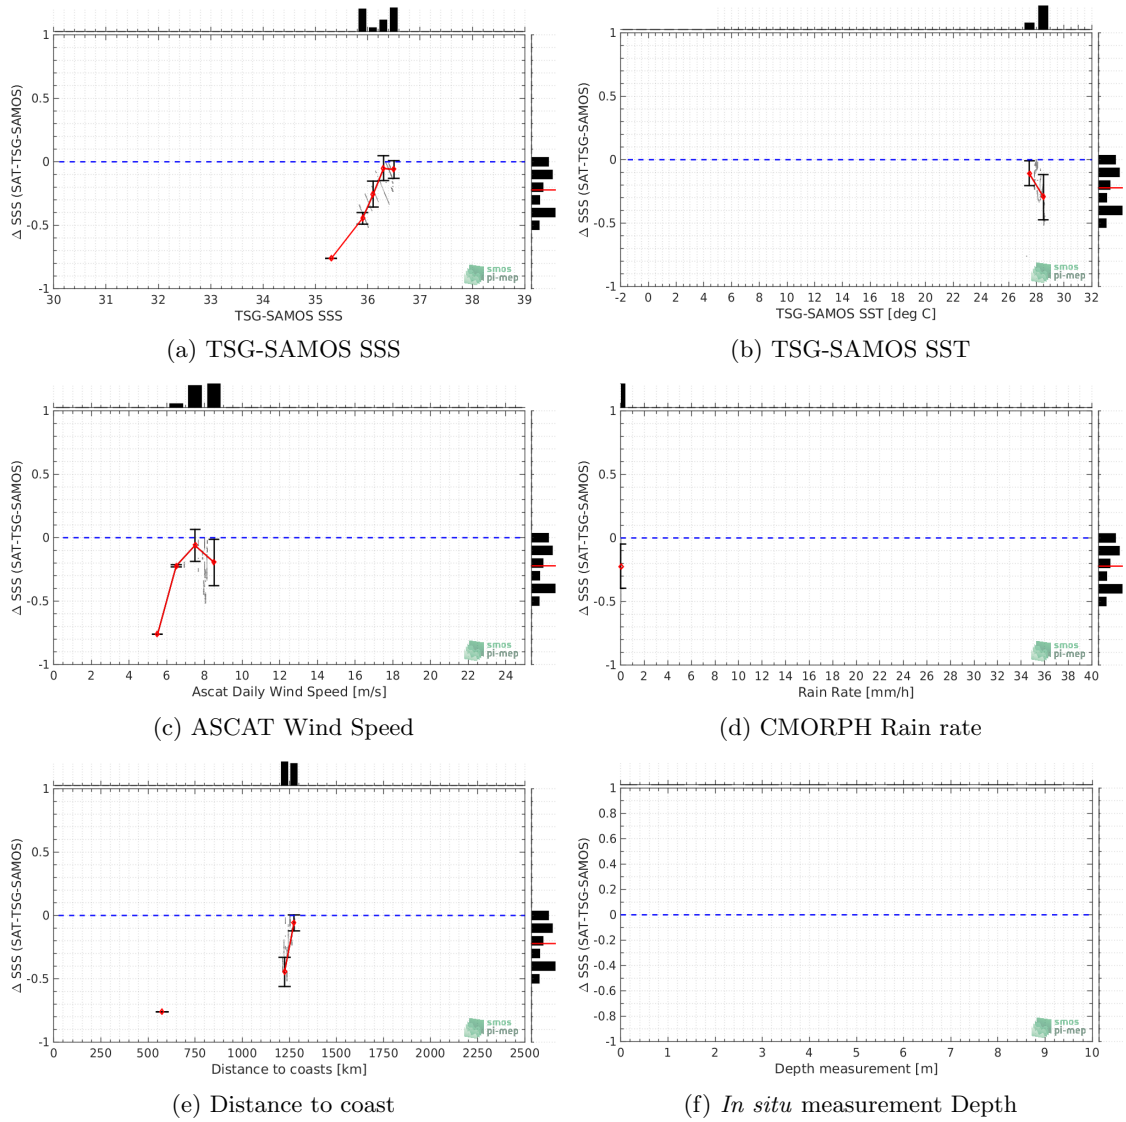 1
0.5
0
-0.5
-1
Δ SSS (SAT-TSG-SAMOS)
30 31 32 33 34 35 36 37 38 39
TSG-SAMOS SSS
smos
pi-mep
(a) TSG-SAMOS SSS
1
0.5
0
-0.5
-1
Δ SSS (SAT-TSG-SAMOS)
-2 0 2 4 6 8 10 12 14 16 18 20 22 24 26 28 30 32
TSG-SAMOS SST [deg C]
smos
pi-mep
(b) TSG-SAMOS SST
1
0.5
0
-0.5
-1
Δ SSS (SAT-TSG-SAMOS)
0 2 4 6 8 10 12 14 16 18 20 22 24
Ascat Daily Wind Speed [m/s]
smos
pi-mep
(c) ASCAT Wind Speed
1
0.5
0
-0.5
-1
Δ SSS (SAT-TSG-SAMOS)
0 2 4 6 8 10 12 14 16 18 20 22 24 26 28 30 32 34 36 38 40
Rain Rate [mm/h]
smos
pi-mep
(d) CMORPH Rain rate
1
0.5
0
-0.5
-1
Δ SSS (SAT-TSG-SAMOS)
0 250 500 750 1000 1250 1500 1750 2000 2250 2500
Distance to coasts [km]
smos
pi-mep
(e) Distance to coast
1
0.8
0.6
0.4
0.2
0
-0.2
-0.4
-0.6
-0.8
-1
Δ SSS (SAT-TSG-SAMOS)
0 1 2 3 4 5 6 7 8 9 10
Depth measurement [m]
smos
pi-mep
(f) In situ measurement Depth